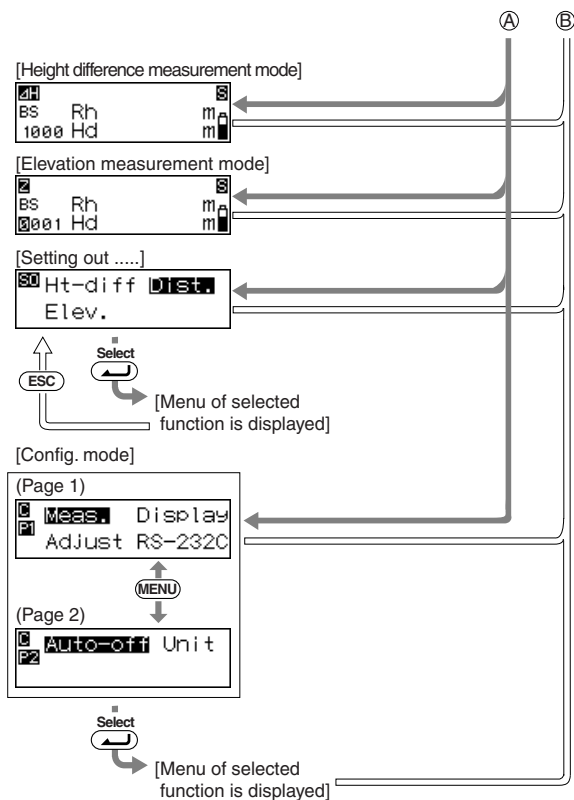 A B
[Height difference measurement mode]
⊿H S
BS Rh m
1000 Hd m
[Elevation measurement mode]
Z S
BS Rh m
0001 Hd m
[Setting out .....]
SO Ht-diff Dist.
Elev.
Select
ESC
[Menu of selected
function is displayed]
[Config. mode]
(Page 1)
C
P1 Meas. Display
Adjust RS-232C
MENU
(Page 2)
C
P2 Auto-off Unit
Select
[Menu of selected
function is displayed]